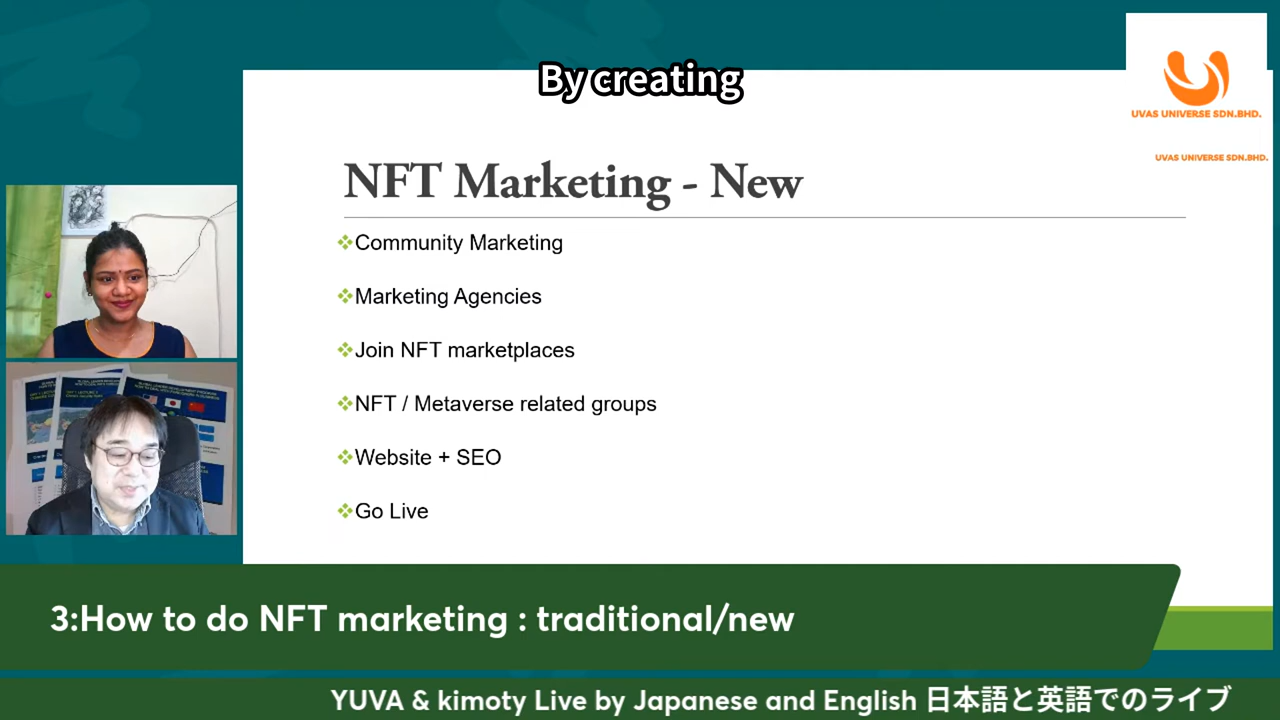 By creating
UVAS UNIVERSE SDN.BHD.
UVAS UNIVERSE SDN.BHD.
NFT Marketing - New
Community Marketing
Marketing Agencies
Join NFT marketplaces
NFT / Metaverse related groups
Website + SEO
Go Live
3:How to do NFT marketing : traditional/new
YUVA & kimoty Live by Japanese and English 日本語と英語でのライブ